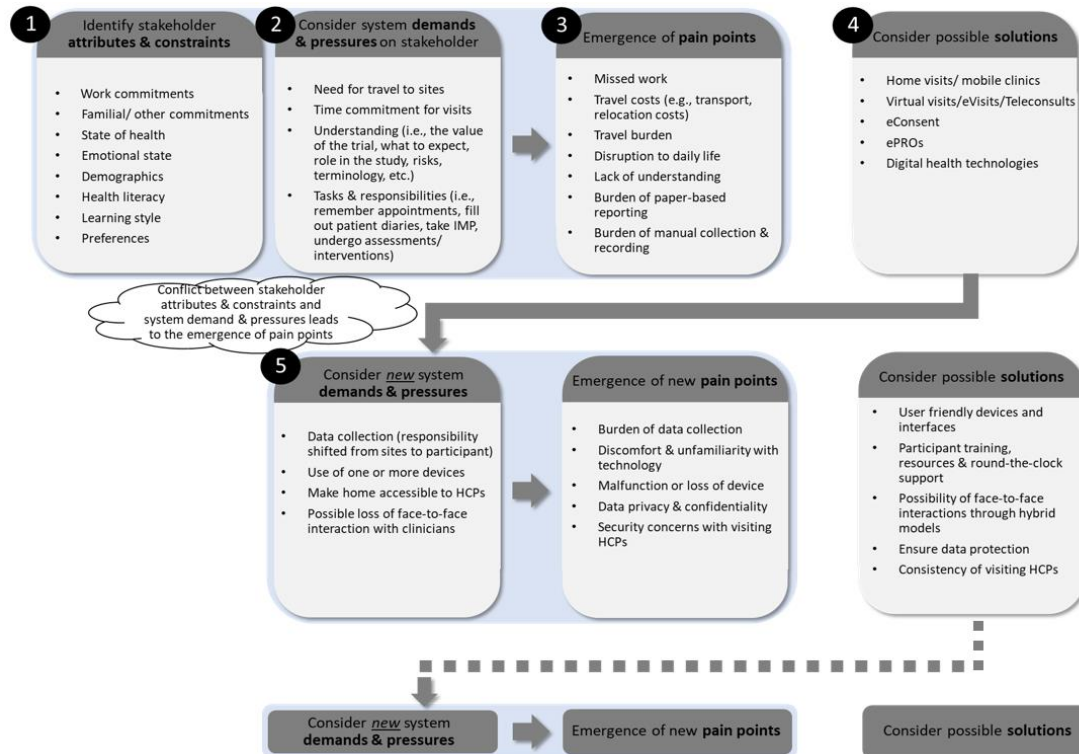 1
Identify stakeholder
attributes & constraints
• Work commitments
• Familial/ other commitments
• State of health
• Emotional state
• Demographics
• Health literacy
• Learning style
• Preferences
2
Consider system demands
& pressures on stakeholder
• Need for travel to sites
• Time commitment for visits
• Understanding (i.e., the value
of the trial, what to expect,
role in the study, risks,
terminology, etc.)
• Tasks & responsibilities (i.e.,
remember appointments, fill
out patient diaries, take IMP,
undergo assessments/
interventions)
3
Emergence of pain points
• Missed work
• Travel costs (e.g., transport,
relocation costs)
• Travel burden
• Disruption to daily life
• Lack of understanding
• Burden of paper-based
reporting
• Burden of manual collection &
recording
4
Consider possible solutions
• Home visits/ mobile clinics
• Virtual visits/eVisits/Teleconsults
• eConsent
• ePROs
• Digital health technologies
Conflict between stakeholder
attributes & constraints and
system demand & pressures leads
to the emergence of pain points
5
Consider new system
demands & pressures
• Data collection (responsibility
shifted from sites to participant)
• Use of one or more devices
• Make home accessible to HCPs
• Possible loss of face-to-face
interaction with clinicians
Emergence of new pain points
• Burden of data collection
• Discomfort & unfamiliarity with
technology
• Malfunction or loss of device
• Data privacy & confidentiality
• Security concerns with visiting
HCPs
Consider possible solutions
• User friendly devices and
interfaces
• Participant training,
resources & round-the-clock
support
• Possibility of face-to-face
interactions through hybrid
models
• Ensure data protection
• Consistency of visiting HCPs
Consider new system
demands & pressures
Emergence of new pain points
Consider possible solutions